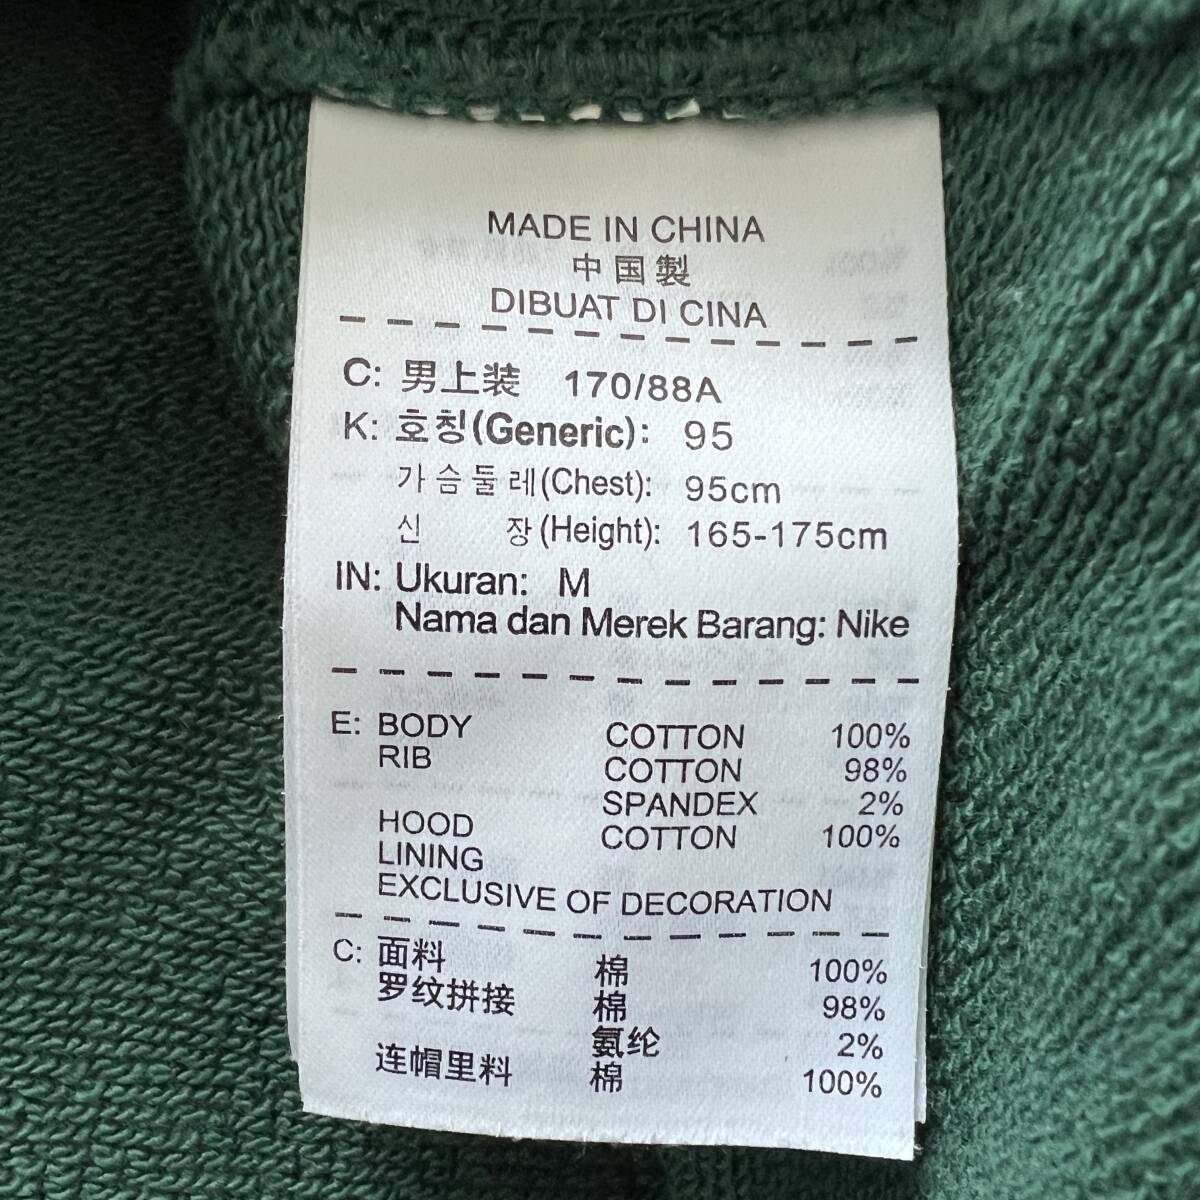 MADE IN CHINA
中国製
DIBUAT DI CINA
C: 男上装 170/88A
K: 호칭(Generic): 95
가슴둘레(Chest): 95cm
신 장(Height): 165-175cm
IN: Ukuran: M
Nama dan Merek Barang: Nike
E: BODY COTTON 100%
RIB COTTON 98%
SPANDEX 2%
HOOD COTTON 100%
LINING
EXCLUSIVE OF DECORATION
C: 面料 棉 100%
罗纹拼接 棉 98%
氨纶 2%
连帽里料 棉 100%